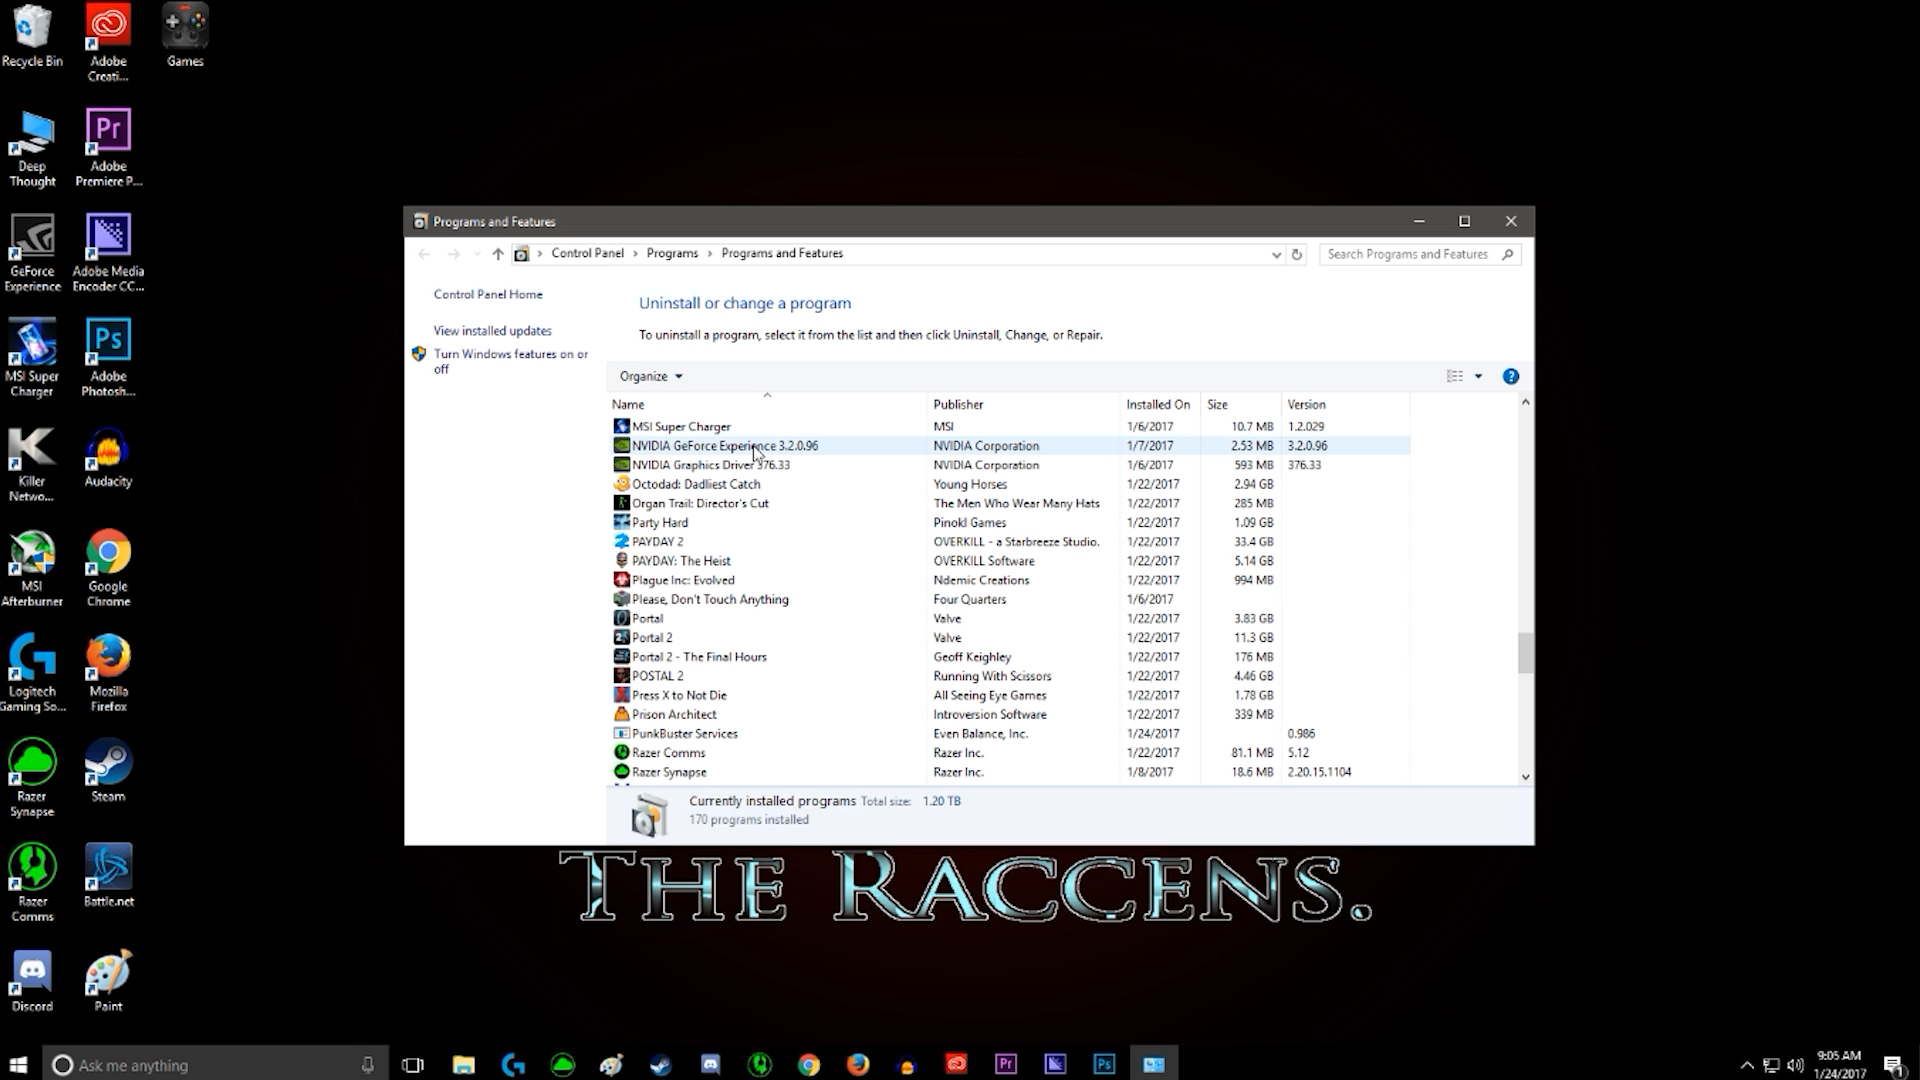 Recycle Bin
Adobe
Creati...
Games
Deep
Thought
Pr
Adobe
Premiere P...
GeForce
Experience
Adobe Media
Encoder CC...
MSI Super
Charger
Ps
Adobe
Photosh...
Killer
Netwo...
Audacity
MSI
Afterburner
Google
Chrome
Logitech
Gaming So...
Mozilla
Firefox
Razer
Synapse
Steam
Razer
Comms
Battle.net
Discord
Paint
Programs and Features
Control Panel > Programs > Programs and Features
Search Programs and Features
Control Panel Home
View installed updates
Turn Windows features on or
off
Uninstall or change a program
To uninstall a program, select it from the list and then click Uninstall, Change, or Repair.
Organize
Name Publisher Installed On Size Version
MSI Super Charger MSI 1/6/2017 10.7 MB 1.2.029
NVIDIA GeForce Experience 3.2.0.96 NVIDIA Corporation 1/7/2017 2.53 MB 3.2.0.96
NVIDIA Graphics Driver 376.33 NVIDIA Corporation 1/6/2017 593 MB 376.33
Octodad: Dadliest Catch Young Horses 1/22/2017 2.94 GB
Organ Trail: Director's Cut The Men Who Wear Many Hats 1/22/2017 285 MB
Party Hard Pinokl Games 1/22/2017 1.09 GB
PAYDAY 2 OVERKILL - a Starbreeze Studio. 1/22/2017 33.4 GB
PAYDAY: The Heist OVERKILL Software 1/22/2017 5.14 GB
Plague Inc: Evolved Ndemic Creations 1/22/2017 994 MB
Please, Don't Touch Anything Four Quarters 1/6/2017
Portal Valve 1/22/2017 3.83 GB
Portal 2 Valve 1/22/2017 11.3 GB
Portal 2 - The Final Hours Geoff Keighley 1/22/2017 176 MB
POSTAL 2 Running With Scissors 1/22/2017 4.46 GB
Press X to Not Die All Seeing Eye Games 1/22/2017 1.78 GB
Prison Architect Introversion Software 1/22/2017 339 MB
PunkBuster Services Even Balance, Inc. 1/24/2017 0.986
Razer Comms Razer Inc. 1/22/2017 81.1 MB 5.12
Razer Synapse Razer Inc. 1/8/2017 18.6 MB 2.20.15.1104
Currently installed programs Total size: 1.20 TB
170 programs installed
THE RACCENS.
Ask me anything
Pr
Ps
9:05 AM
1/24/2017
1